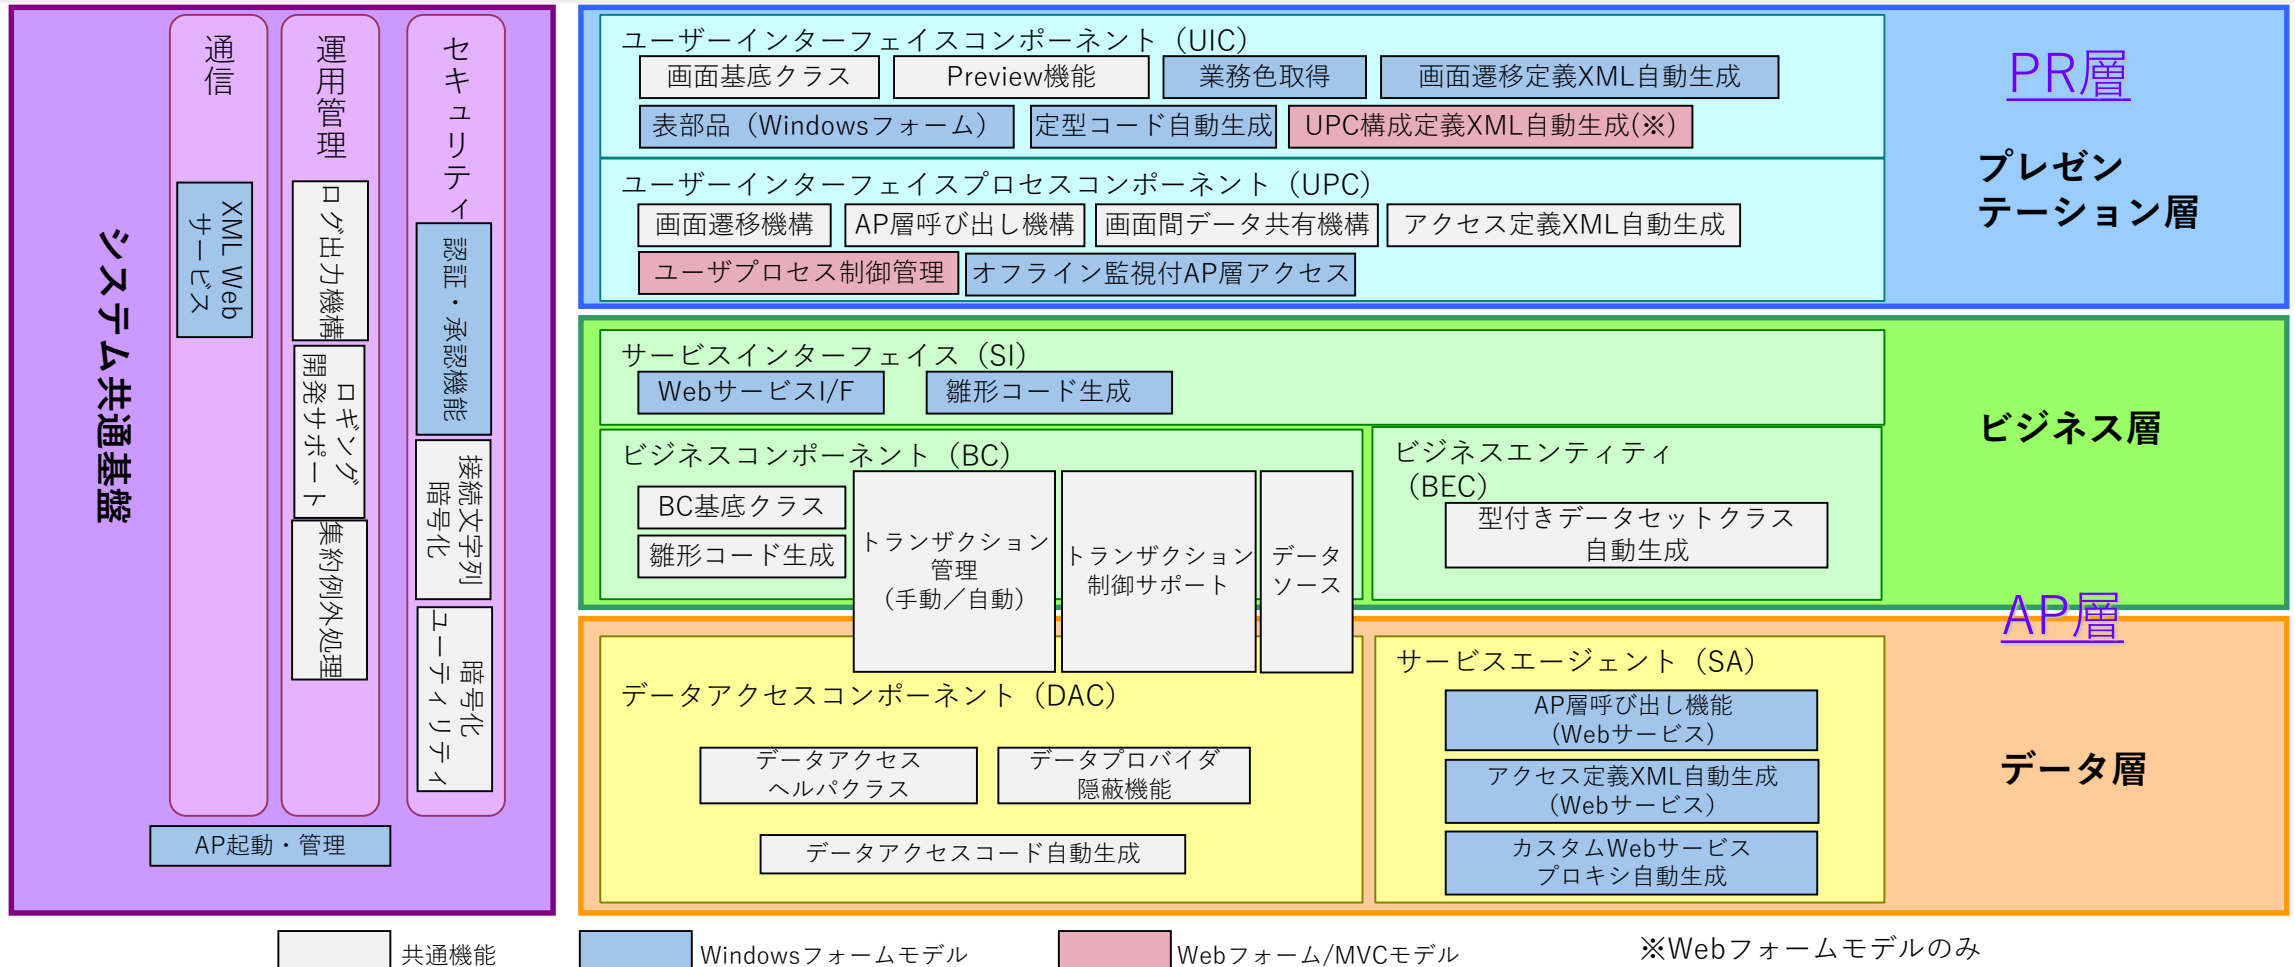 システム共通基盤
通信
XML Web
サービス
運用管理
ログ出力機構
ロギング
開発サポート
集約例外処理
セキュリティ
認証・承認機能
接続文字列
暗号化
暗号化
ユーティリティ
AP起動・管理
ユーザーインターフェイスコンポーネント（UIC）
画面基底クラス
Preview機能
業務色取得
画面遷移定義XML自動生成
表部品（Windowsフォーム）
定型コード自動生成
UPC構成定義XML自動生成(※)
ユーザーインターフェイスプロセスコンポーネント（UPC）
画面遷移機構
AP層呼び出し機構
画面間データ共有機構
アクセス定義XML自動生成
ユーザプロセス制御管理
オフライン監視付AP層アクセス
PR層
プレゼン
テーション層
サービスインターフェイス（SI）
WebサービスI/F
雛形コード生成
ビジネスコンポーネント（BC）
BC基底クラス
雛形コード生成
トランザクション
管理
（手動／自動）
トランザクション
制御サポート
データ
ソース
ビジネスエンティティ
（BEC）
型付きデータセットクラス
自動生成
ビジネス層
AP層
データアクセスコンポーネント（DAC）
データアクセス
ヘルパクラス
データプロバイダ
隠蔽機能
データアクセスコード自動生成
サービスエージェント（SA）
AP層呼び出し機能
(Webサービス)
アクセス定義XML自動生成
（Webサービス）
カスタムWebサービス
プロキシ自動生成
データ層
共通機能
Windowsフォームモデル
Webフォーム/MVCモデル
※Webフォームモデルのみ